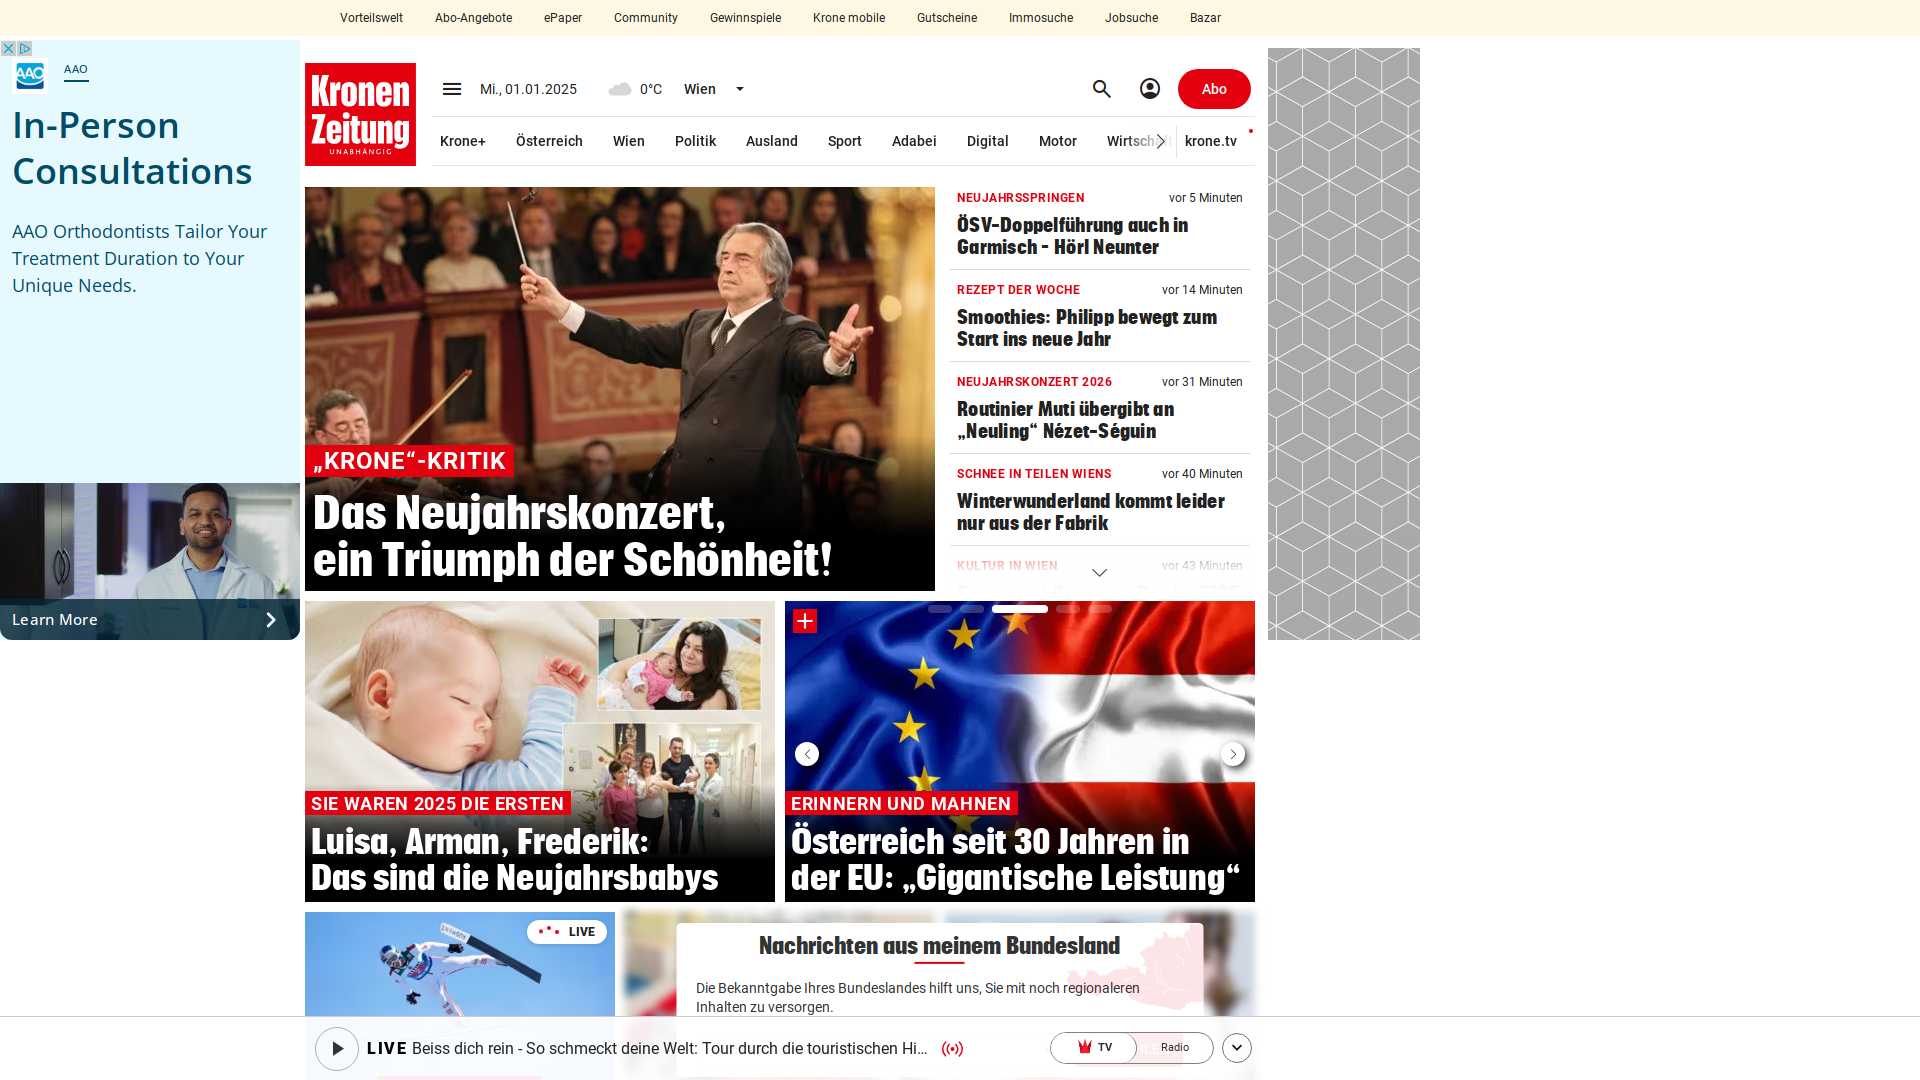 Vorteilswelt
Abo-Angebote
ePaper
Community
Gewinnspiele
Krone mobile
Gutscheine
Immosuche
Jobsuche
Bazar
AAO
AAO
In-Person
Consultations
AAO Orthodontists Tailor Your
Treatment Duration to Your
Unique Needs.
Learn More
Kronen
Zeitung
UNABHÄNGIG
Mi., 01.01.2025
0°C
Wien
Abo
Krone+
Österreich
Wien
Politik
Ausland
Sport
Adabei
Digital
Motor
krone.tv
„KRONE“-KRITIK
Das Neujahrskonzert,
ein Triumph der Schönheit!
NEUJAHRSSPRINGEN
vor 5 Minuten
ÖSV-Doppelführung auch in
Garmisch - Hörl Neunter
REZEPT DER WOCHE
vor 14 Minuten
Smoothies: Philipp bewegt zum
Start ins neue Jahr
NEUJAHRSKONZERT 2026
vor 31 Minuten
Routinier Muti übergibt an
„Neuling“ Nézet-Séguin
SCHNEE IN TEILEN WIENS
vor 40 Minuten
Winterwunderland kommt leider
nur aus der Fabrik
KULTUR IN WIEN
vor 43 Minuten
SIE WAREN 2025 DIE ERSTEN
Luisa, Arman, Frederik:
Das sind die Neujahrsbabys
ERINNERN UND MAHNEN
Österreich seit 30 Jahren in
der EU: „Gigantische Leistung“
LIVE
Nachrichten aus meinem Bundesland
Die Bekanntgabe Ihres Bundeslandes hilft uns, Sie mit noch regionaleren
Inhalten zu versorgen.
LIVE Beiss dich rein - So schmeckt deine Welt: Tour durch die touristischen Hi...
TV
Radio